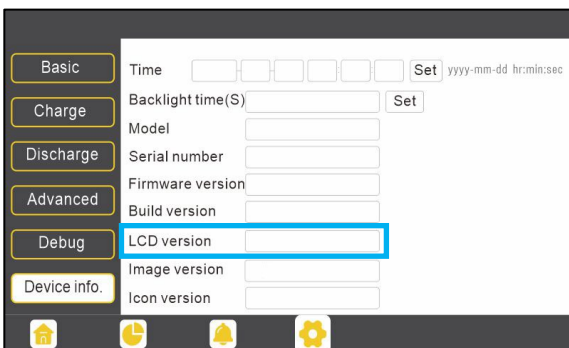 Basic
Charge
Discharge
Advanced
Debug
Device info.
Time - - : : Set yyyy-mm-dd hr:min:sec
Backlight time(S) Set
Model
Serial number
Firmware version
Build version
LCD version
Image version
Icon version